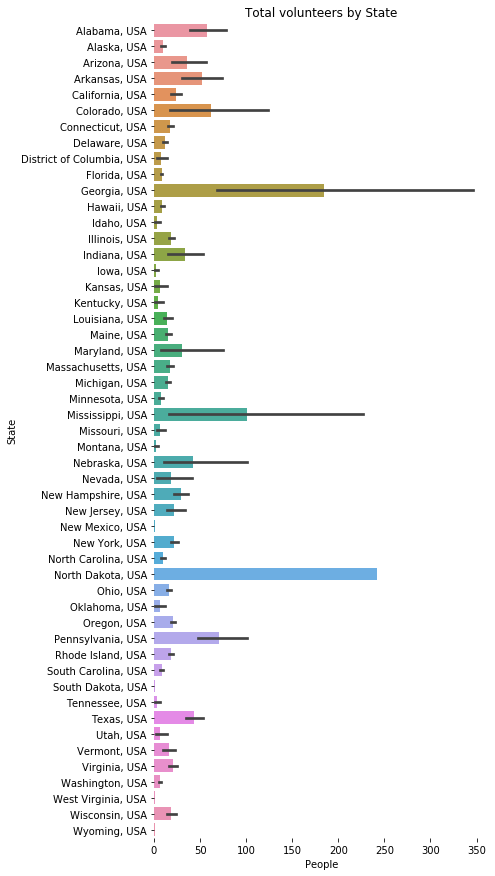 Total volunteers by State
Alabama, USA
Alaska, USA
Arizona, USA
Arkansas, USA
California, USA
Colorado, USA
Connecticut, USA
Delaware, USA
District of Columbia, USA
Florida, USA
Georgia, USA
Hawaii, USA
Idaho, USA
Illinois, USA
Indiana, USA
Iowa, USA
Kansas, USA
Kentucky, USA
Louisiana, USA
Maine, USA
Maryland, USA
Massachusetts, USA
Michigan, USA
Minnesota, USA
State
Mississippi, USA
Missouri, USA
Montana, USA
Nebraska, USA
Nevada, USA
New Hampshire, USA
New Jersey, USA
New Mexico, USA
New York, USA
North Carolina, USA
North Dakota, USA
Ohio, USA
Oklahoma, USA
Oregon, USA
Pennsylvania, USA
Rhode Island, USA
South Carolina, USA
South Dakota, USA
Tennessee, USA
Texas, USA
Utah, USA
Vermont, USA
Virginia, USA
Washington, USA
West Virginia, USA
Wisconsin, USA
Wyoming, USA
0 50 100 150 200 250 300 350
People